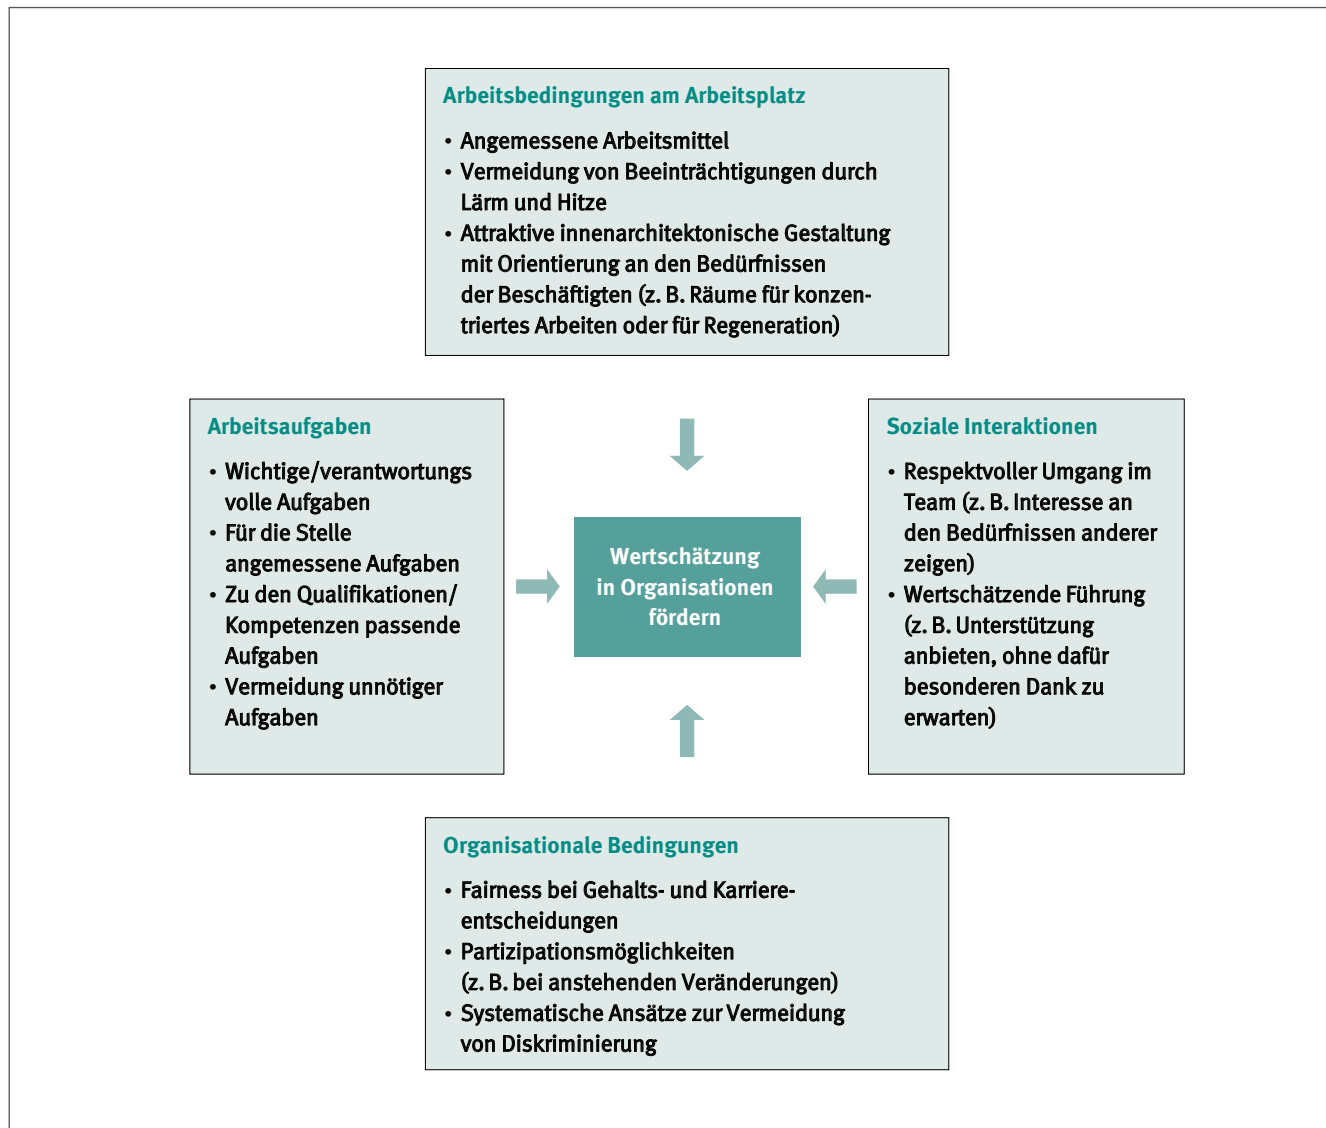 Arbeitsbedingungen am Arbeitsplatz
• Angemessene Arbeitsmittel
• Vermeidung von Beeinträchtigungen durch
Lärm und Hitze
• Attraktive innenarchitektonische Gestaltung
mit Orientierung an den Bedürfnissen
der Beschäftigten (z. B. Räume für konzen-
triertes Arbeiten oder für Regeneration)
Arbeitsaufgaben
• Wichtige/verantwortungs
volle Aufgaben
• Für die Stelle
angemessene Aufgaben
• Zu den Qualifikationen/
Kompetenzen passende
Aufgaben
• Vermeidung unnötiger
Aufgaben
Wertschätzung
in Organisationen
fördern
Soziale Interaktionen
• Respektvoller Umgang im
Team (z. B. Interesse an
den Bedürfnissen anderer
zeigen)
• Wertschätzende Führung
(z. B. Unterstützung
anbieten, ohne dafür
besonderen Dank zu
erwarten)
Organisationale Bedingungen
• Fairness bei Gehalts- und Karriere-
entscheidungen
• Partizipationsmöglichkeiten
(z. B. bei anstehenden Veränderungen)
• Systematische Ansätze zur Vermeidung
von Diskriminierung